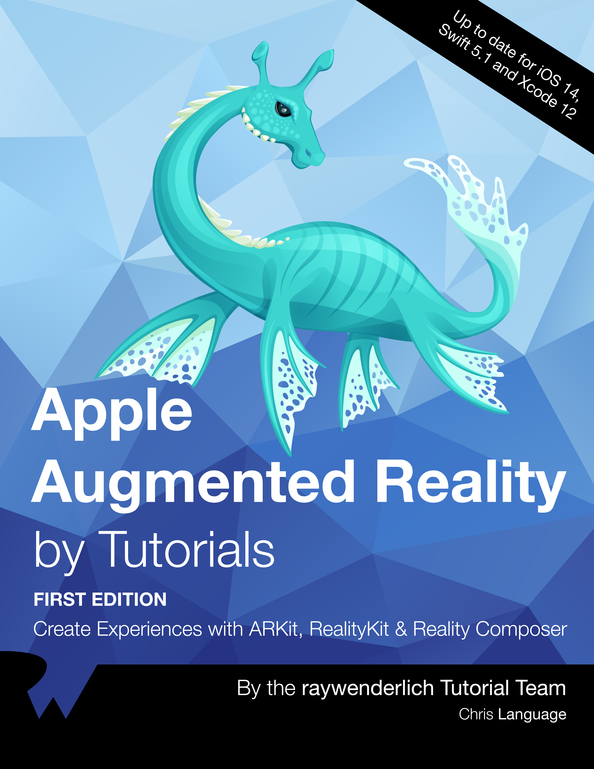 Up to date for iOS 14,
Swift 5.1 and Xcode 12
Apple
Augmented Reality
by Tutorials
FIRST EDITION
Create Experiences with ARKit, RealityKit & Reality Composer
By the raywenderlich Tutorial Team
Chris Language